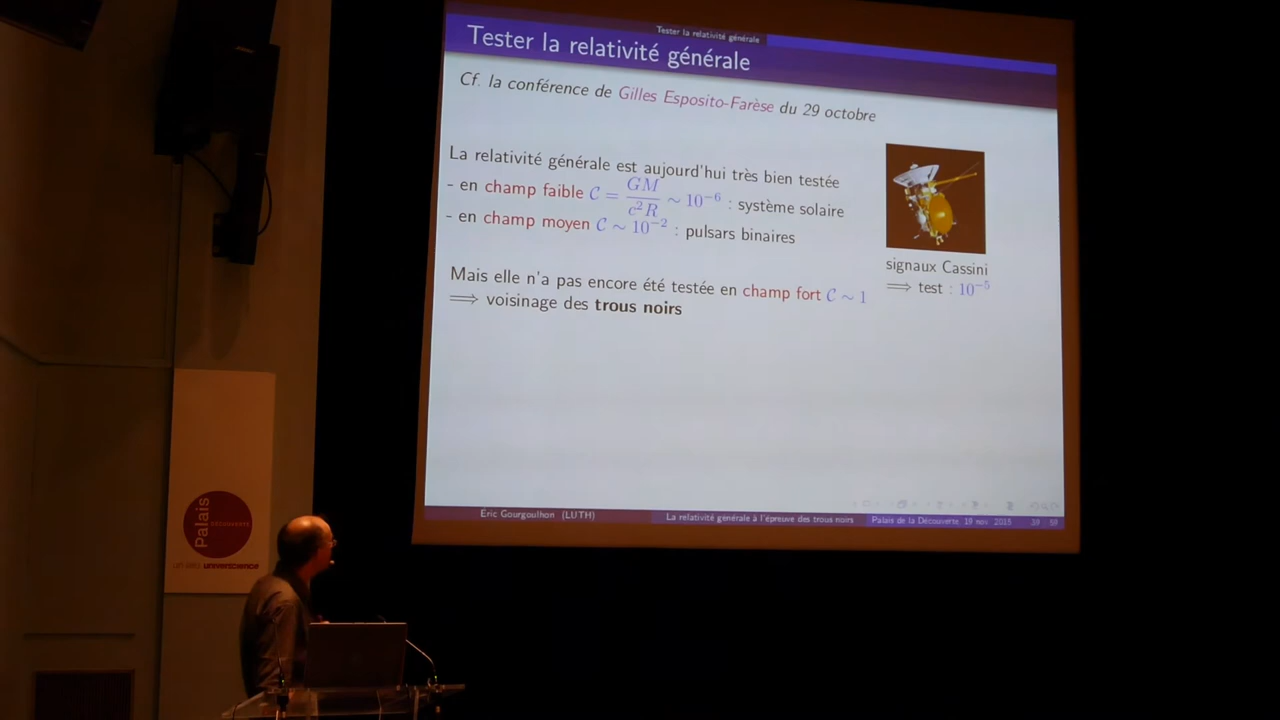 Tester la relativité générale
Tester la relativité générale
Cf. la conférence de Gilles Esposito-Farèse du 29 octobre
La relativité générale est aujourd'hui très bien testée
- en champ faible C = GM/c²R ∼ 10⁻⁶ : système solaire
- en champ moyen C ∼ 10⁻² : pulsars binaires
signaux Cassini
⟹ test : 10⁻⁵
Mais elle n'a pas encore été testée en champ fort C ∼ 1
⟹ voisinage des trous noirs
Éric Gourgoulhon (LUTH)
La relativité générale à l'épreuve des trous noirs
Palais de la Découverte, 19 nov. 2015
Palais
DÉCOUVERTE
universcience